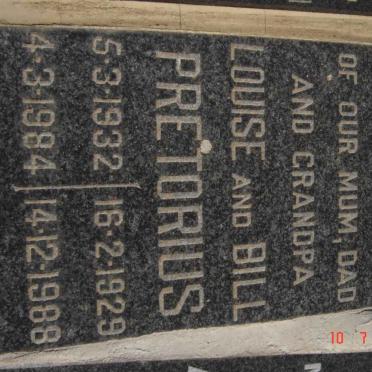 OF OUR MUM, DAD
AND GRANDPA
LOUISE AND BILL
PRETORIUS
5·3·1932 | 16·2·1929
4·3·1984 | 14·12·1988
10 7